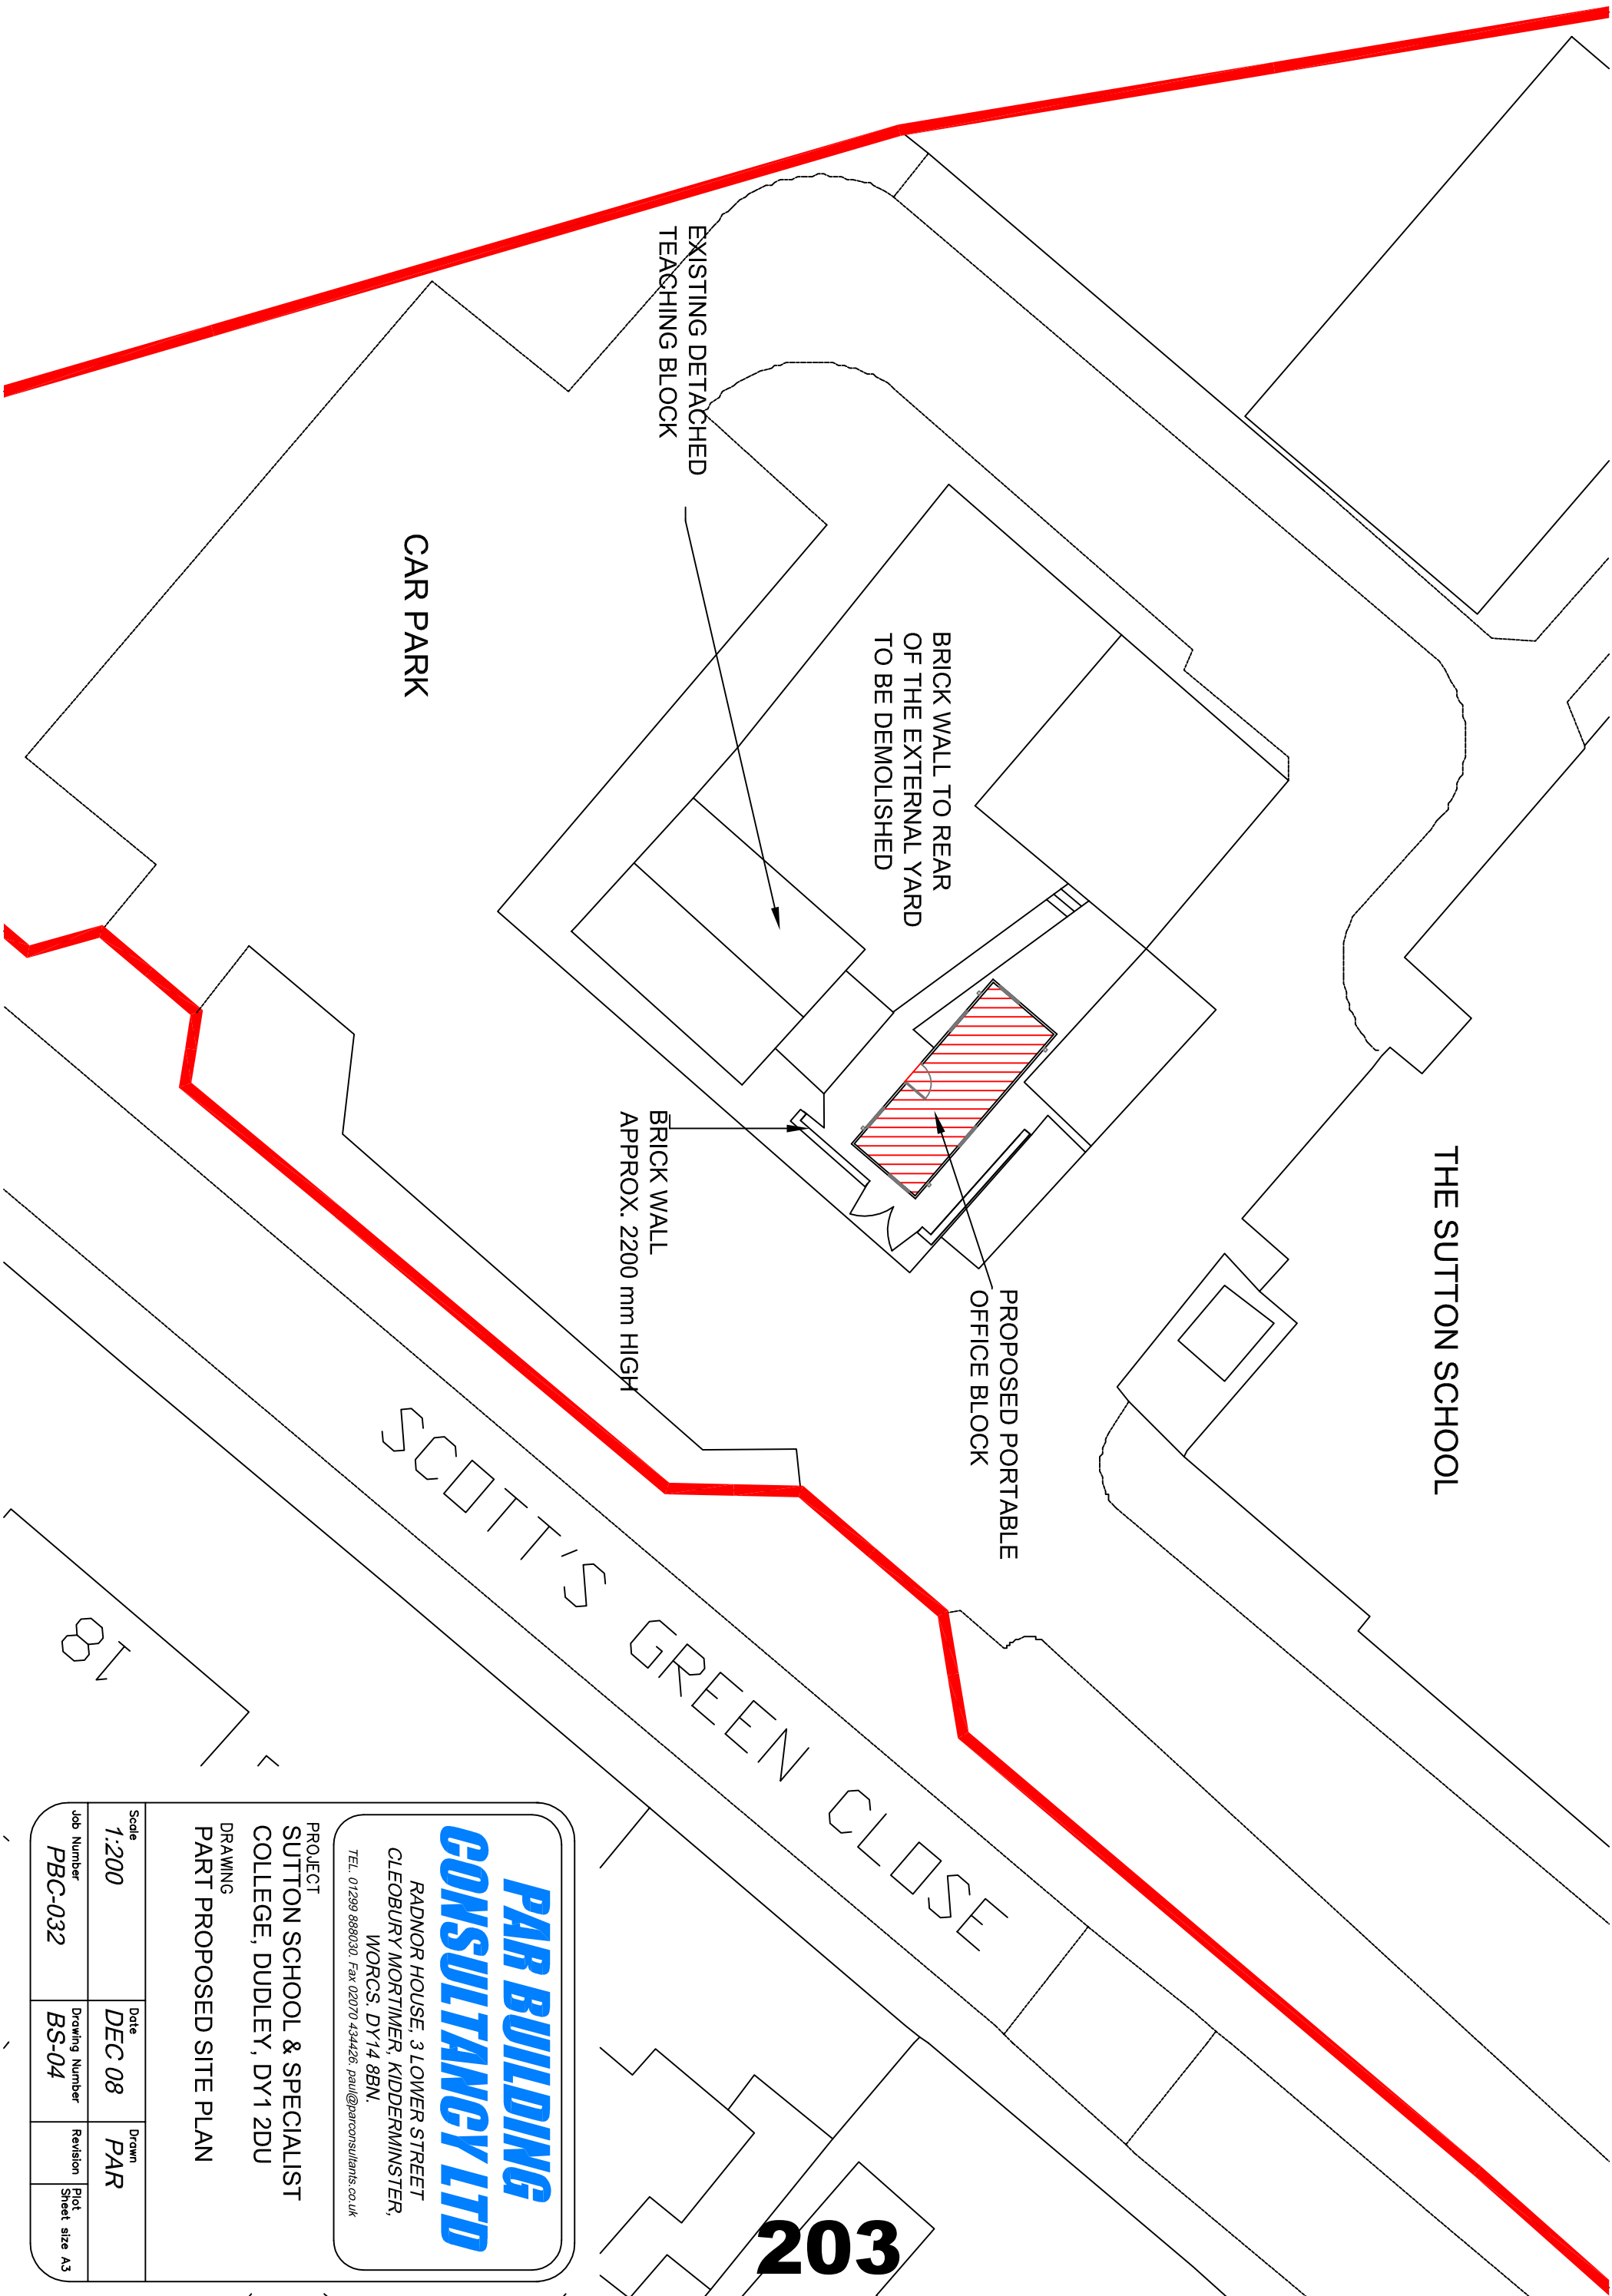 THE SUTTON SCHOOL
PROPOSED PORTABLE
OFFICE BLOCK
BRICK WALL TO REAR
OF THE EXTERNAL YARD
TO BE DEMOLISHED
EXISTING DETACHED
TEACHING BLOCK
BRICK WALL
APPROX. 2200 mm HIGH
CAR PARK
SCOTT'S GREEN CLOSE
18
PAR BUILDING
CONSULTANCY LTD
RADNOR HOUSE, 3 LOWER STREET
CLEOBURY MORTIMER, KIDDERMINSTER,
WORCS. DY14 8BN.
TEL. 01299 888030. Fax 02070 434426. paul@parconsultants.co.uk
PROJECT
SUTTON SCHOOL & SPECIALIST
COLLEGE, DUDLEY, DY1 2DU
DRAWING
PART PROPOSED SITE PLAN
Scale
1:200
Date
DEC 08
Drawn
PAR
Job Number
PBC-032
Drawing Number
BS-04
Revision
Plot
Sheet size A3
203